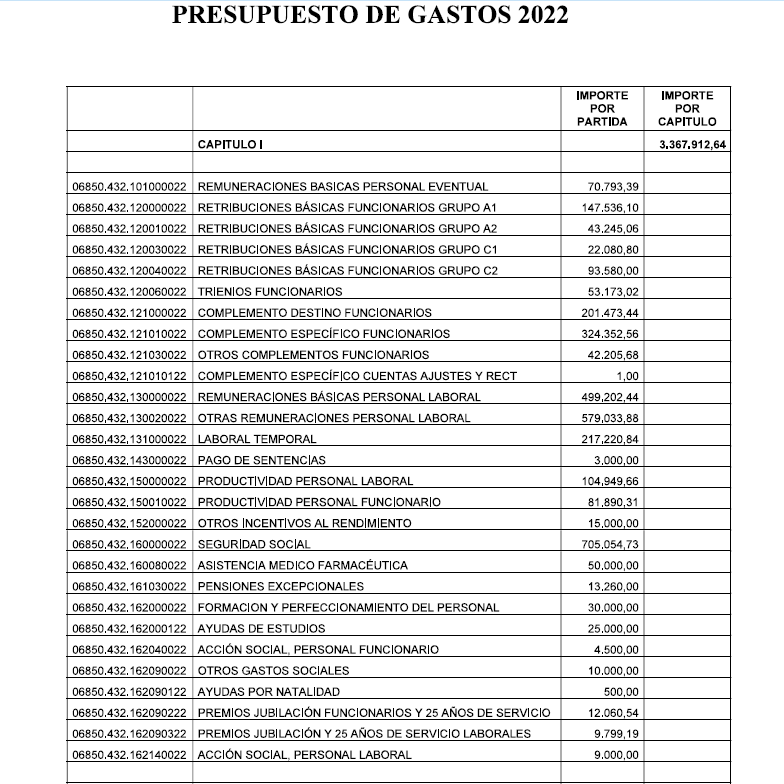 PRESUPUESTO DE GASTOS 2022
IMPORTE POR PARTIDA IMPORTE POR CAPITULO
CAPITULO I 3.367.912,64
06850.432.101000022 REMUNERACIONES BASICAS PERSONAL EVENTUAL 70.793,39
06850.432.120000022 RETRIBUCIONES BÁSICAS FUNCIONARIOS GRUPO A1 147.536,10
06850.432.120010022 RETRIBUCIONES BÁSICAS FUNCIONARIOS GRUPO A2 43.245,06
06850.432.120030022 RETRIBUCIONES BÁSICAS FUNCIONARIOS GRUPO C1 22.080,80
06850.432.120040022 RETRIBUCIONES BÁSICAS FUNCIONARIOS GRUPO C2 93.580,00
06850.432.120060022 TRIENIOS FUNCIONARIOS 53.173,02
06850.432.121000022 COMPLEMENTO DESTINO FUNCIONARIOS 201.473,44
06850.432.121010022 COMPLEMENTO ESPECÍFICO FUNCIONARIOS 324.352,56
06850.432.121030022 OTROS COMPLEMENTOS FUNCIONARIOS 42.205,68
06850,432,121010122 COMPLEMENTO ESPECÍFICO CUENTAS AJUSTES Y RECT 1,00
06850,432,130000022 REMUNERACIONES BÁSICAS PERSONAL LABORAL 499,202,44
06850,432,130020022 OTRAS REMUNERACIONES PERSONAL LABORAL 579,033,88
06850,432,131000022 LABORAL TEMPORAL 217,220,84
06850,432,143000022 PAGO DE SENTENCIAS 3,000,00
06850,432,150000022 PRODUCTIVIDAD PERSONAL LABORAL 104,949,66
06850.432.150010022 PRODUCTIVIDAD PERSONAL FUNCIONARIO 81,890,31
06850.432.152000022 OTROS INCENTIVOS AL RENDIMIENTO 15.000,00
06850.432.160000022 SEGURIDAD SOCIAL 705.054,73
06850.432.160080022 ASISTENCIA MEDICO FARMACÉUTICA 50.000,00
06850.432.161030022 PENSIONES EXCEPCIONALES 13.260,00
06850.432.162000022 FORMACION Y PERFECCIONAMIENTO DEL PERSONAL 30.000,00
06850.432.162000122 AYUDAS DE ESTUDIOS 25.000,00
06850.432.162040022 ACCIÓN SOCIAL, PERSONAL FUNCIONARIO 4.500,00
06850.432.162090022 OTROS GASTOS SOCIALES 10.000,00
06850.432.162090122 AYUDAS POR NATALIDAD 500,00
06850.432.162090222 PREMIOS JUBILACIÓN FUNCIONARIOS Y 25 AÑOS DE SERVICIO 12.060,54
06850.432.162090322 PREMIOS JUBILACIÓN Y 25 AÑOS DE SERVICIO LABORALES 9.799,19
06850.432.162140022 ACCIÓN SOCIAL, PERSONAL LABORAL 9.000,00